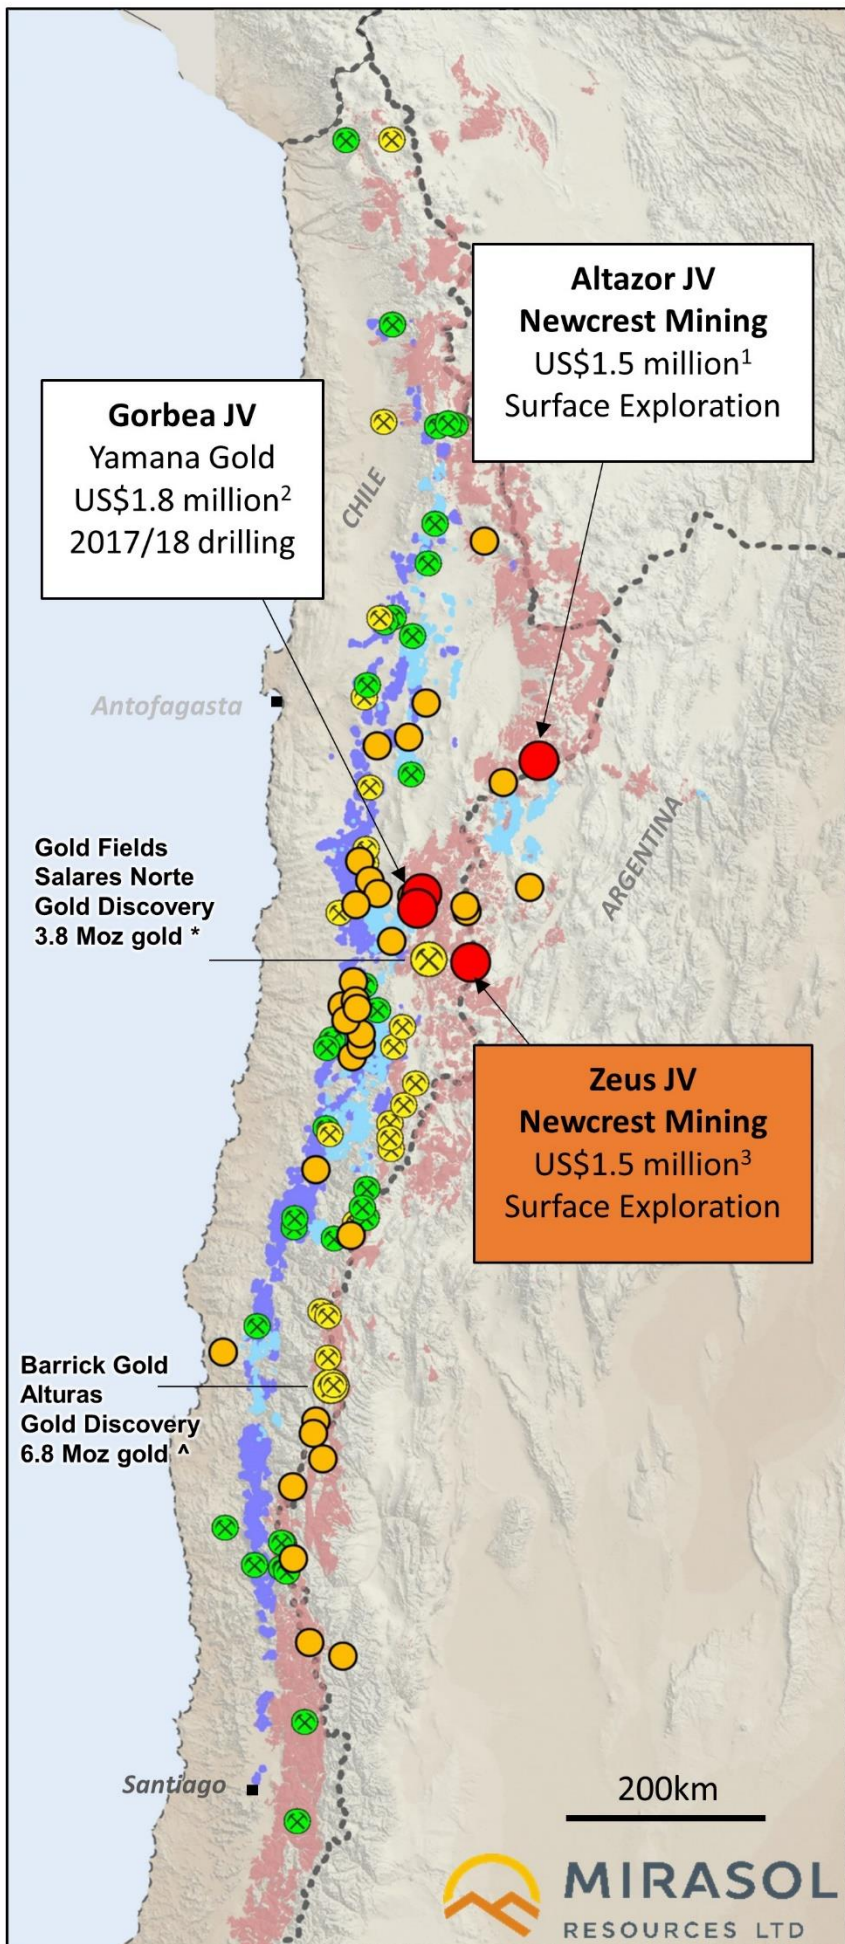 Altazor JV
Newcrest Mining
US$1.5 million¹
Surface Exploration
Gorbea JV
Yamana Gold
US$1.8 million²
2017/18 drilling
CHILE
Antofagasta
ARGENTINA
Gold Fields
Salares Norte
Gold Discovery
3.8 Moz gold *
Zeus JV
Newcrest Mining
US$1.5 million³
Surface Exploration
Barrick Gold
Alturas
Gold Discovery
6.8 Moz gold ^
Santiago
200km
MIRASOL
RESOURCES LTD